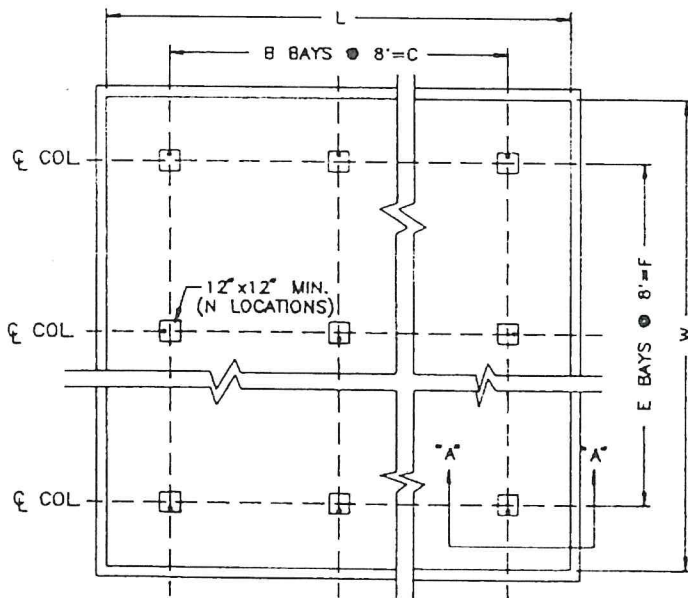 L
B BAYS @ 8'=C
℄ COL
℄ COL
12"x12" MIN.
(N LOCATIONS)
E BAYS @ 8'=F
W
"A"
"A"
℄ COL